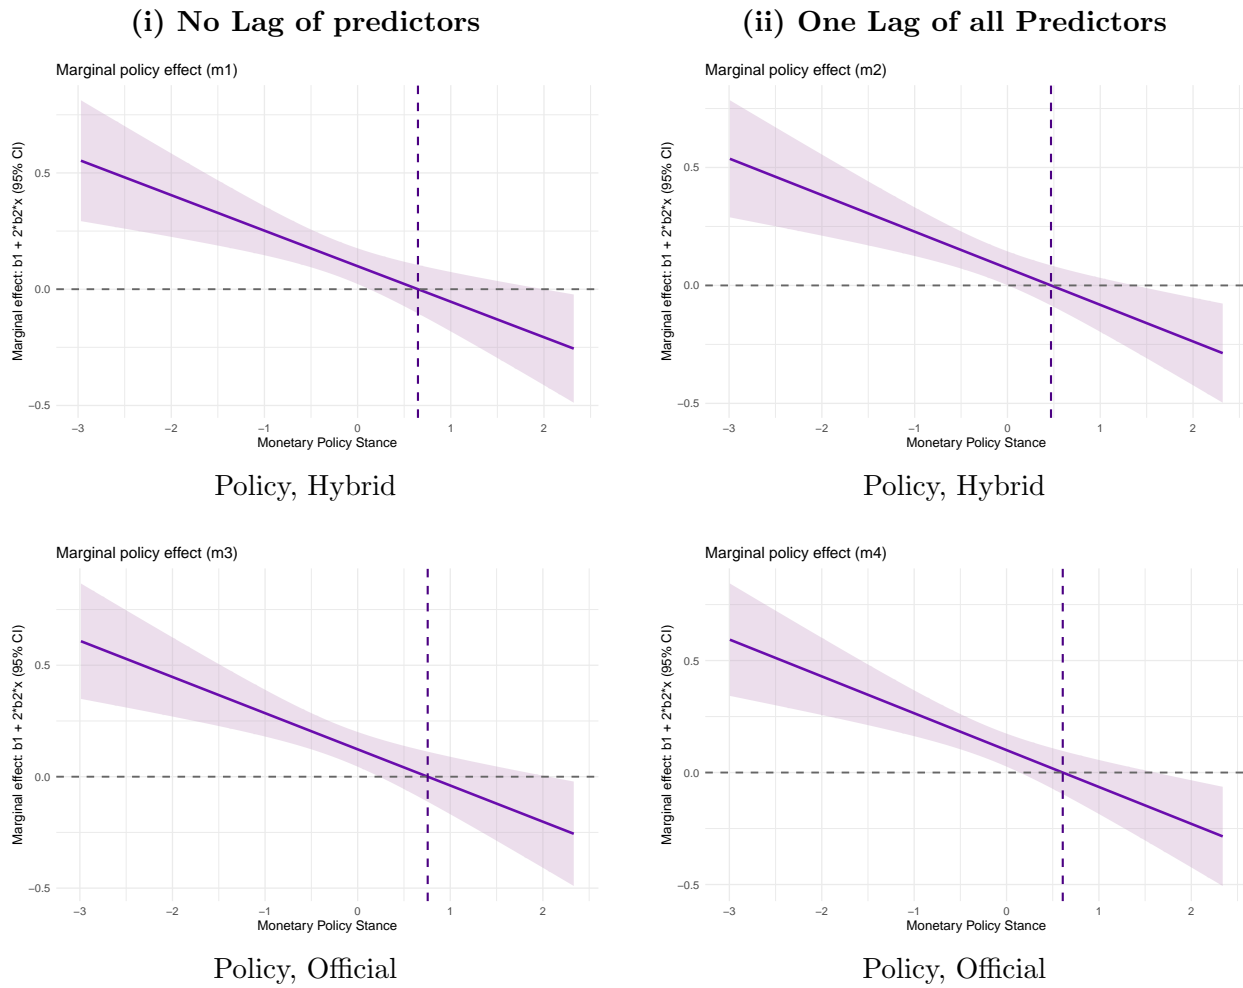 (i) No Lag of predictors
(ii) One Lag of all Predictors
Marginal policy effect (m1)
Marginal effect: b1 + 2*b2*x (95% CI)
0.5
0.0
−0.5
−3 −2 −1 0 1 2
Monetary Policy Stance
Policy, Hybrid
Marginal policy effect (m2)
Marginal effect: b1 + 2*b2*x (95% CI)
0.5
0.0
−0.5
−3 −2 −1 0 1 2
Monetary Policy Stance
Policy, Hybrid
Marginal policy effect (m3)
Marginal effect: b1 + 2*b2*x (95% CI)
0.5
0.0
−0.5
−3 −2 −1 0 1 2
Monetary Policy Stance
Policy, Official
Marginal policy effect (m4)
Marginal effect: b1 + 2*b2*x (95% CI)
0.5
0.0
−0.5
−3 −2 −1 0 1 2
Monetary Policy Stance
Policy, Official